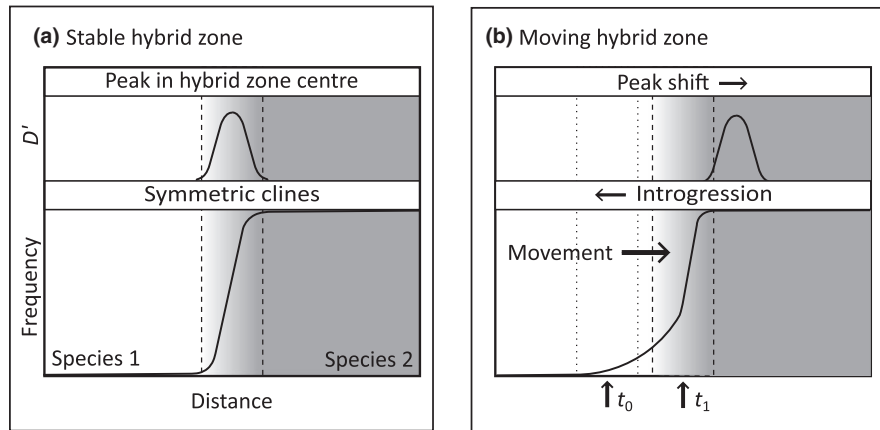 (a) Stable hybrid zone
Peak in hybrid zone centre
D'
Symmetric clines
Frequency
Species 1
Species 2
Distance
(b) Moving hybrid zone
Peak shift →
← Introgression
Movement
t0
t1